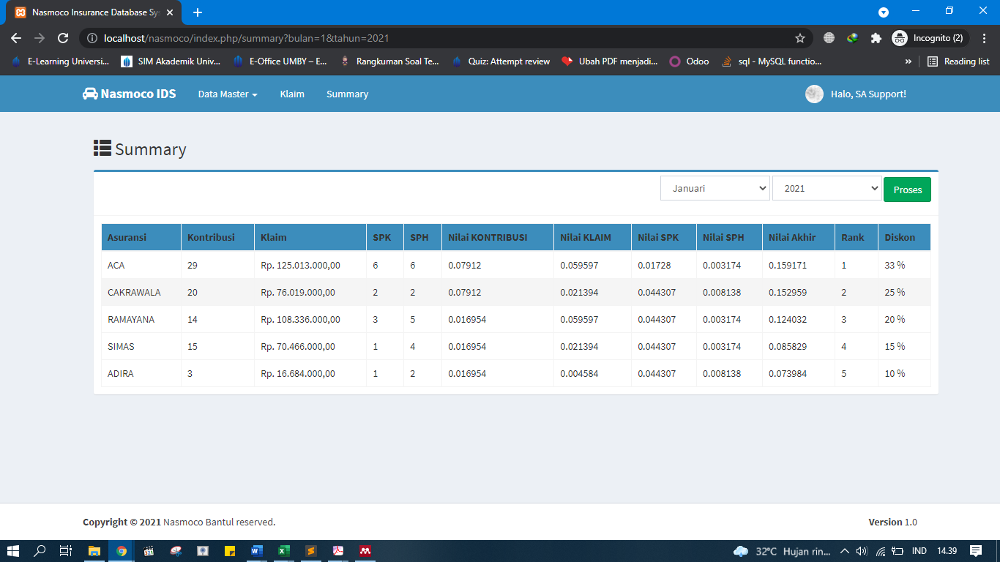 Nasmoco Insurance Database Sy
localhost/nasmoco/index.php/summary?bulan=1&tahun=2021
Incognito (2)
E-Learning Universi... SIM Akademik Univ... E-Office UMBY – E... Rangkuman Soal Te... Quiz: Attempt review Ubah PDF menjadi... Odoo sql - MySQL functio... » Reading list
Nasmoco IDS Data Master Klaim Summary Halo, SA Support!
Summary
Januari 2021 Proses
Asuransi Kontribusi Klaim SPK SPH Nilai KONTRIBUSI Nilai KLAIM Nilai SPK Nilai SPH Nilai Akhir Rank Diskon
ACA 29 Rp. 125.013.000,00 6 6 0.07912 0.059597 0.01728 0.003174 0.159171 1 33 %
CAKRAWALA 20 Rp. 76.019.000,00 2 2 0.07912 0.021394 0.044307 0.008138 0.152959 2 25 %
RAMAYANA 14 Rp. 108.336.000,00 3 5 0.016954 0.059597 0.044307 0.003174 0.124032 3 20 %
SIMAS 15 Rp. 70.466.000,00 1 4 0.016954 0.021394 0.044307 0.003174 0.085829 4 15 %
ADIRA 3 Rp. 16.684.000,00 1 2 0.016954 0.004584 0.044307 0.008138 0.073984 5 10 %
Copyright © 2021 Nasmoco Bantul reserved. Version 1.0
32°C Hujan rin... IND 14.39